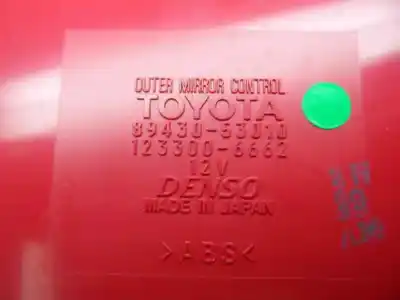 OUTER MIRROR CONTROL
TOYOTA
89430-53010
123300-6662
12V
DENSO
MADE IN JAPAN
>ABS<